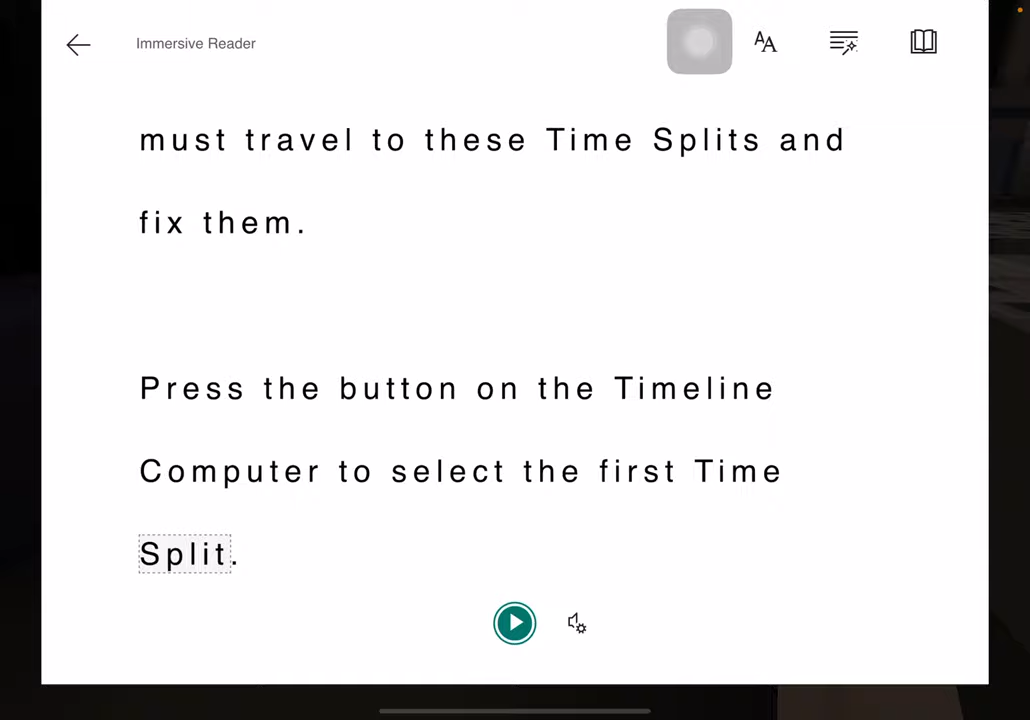 Immersive Reader
must travel to these Time Splits and
fix them.
Press the button on the Timeline
Computer to select the first Time
Split.